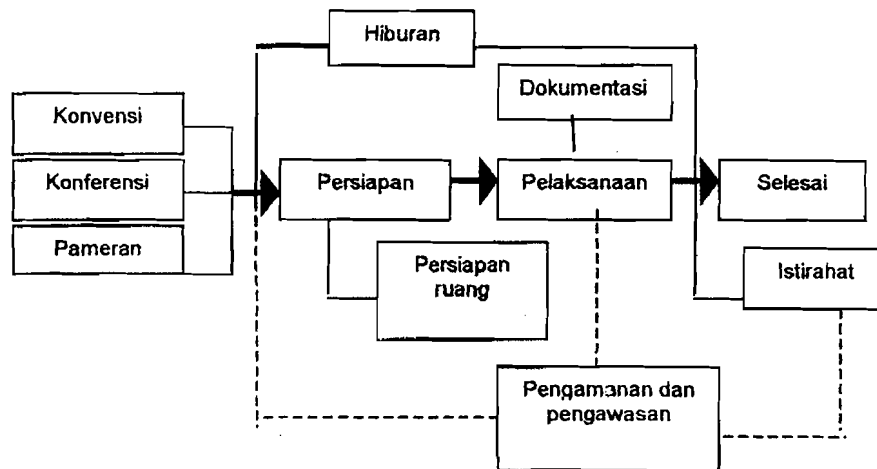 Hiburan
Dokumentasi
Konvensi
Konferensi
Pameran
Persiapan
Pelaksanaan
Selesai
Persiapan
ruang
Istirahat
Pengamanan dan
pengawasan